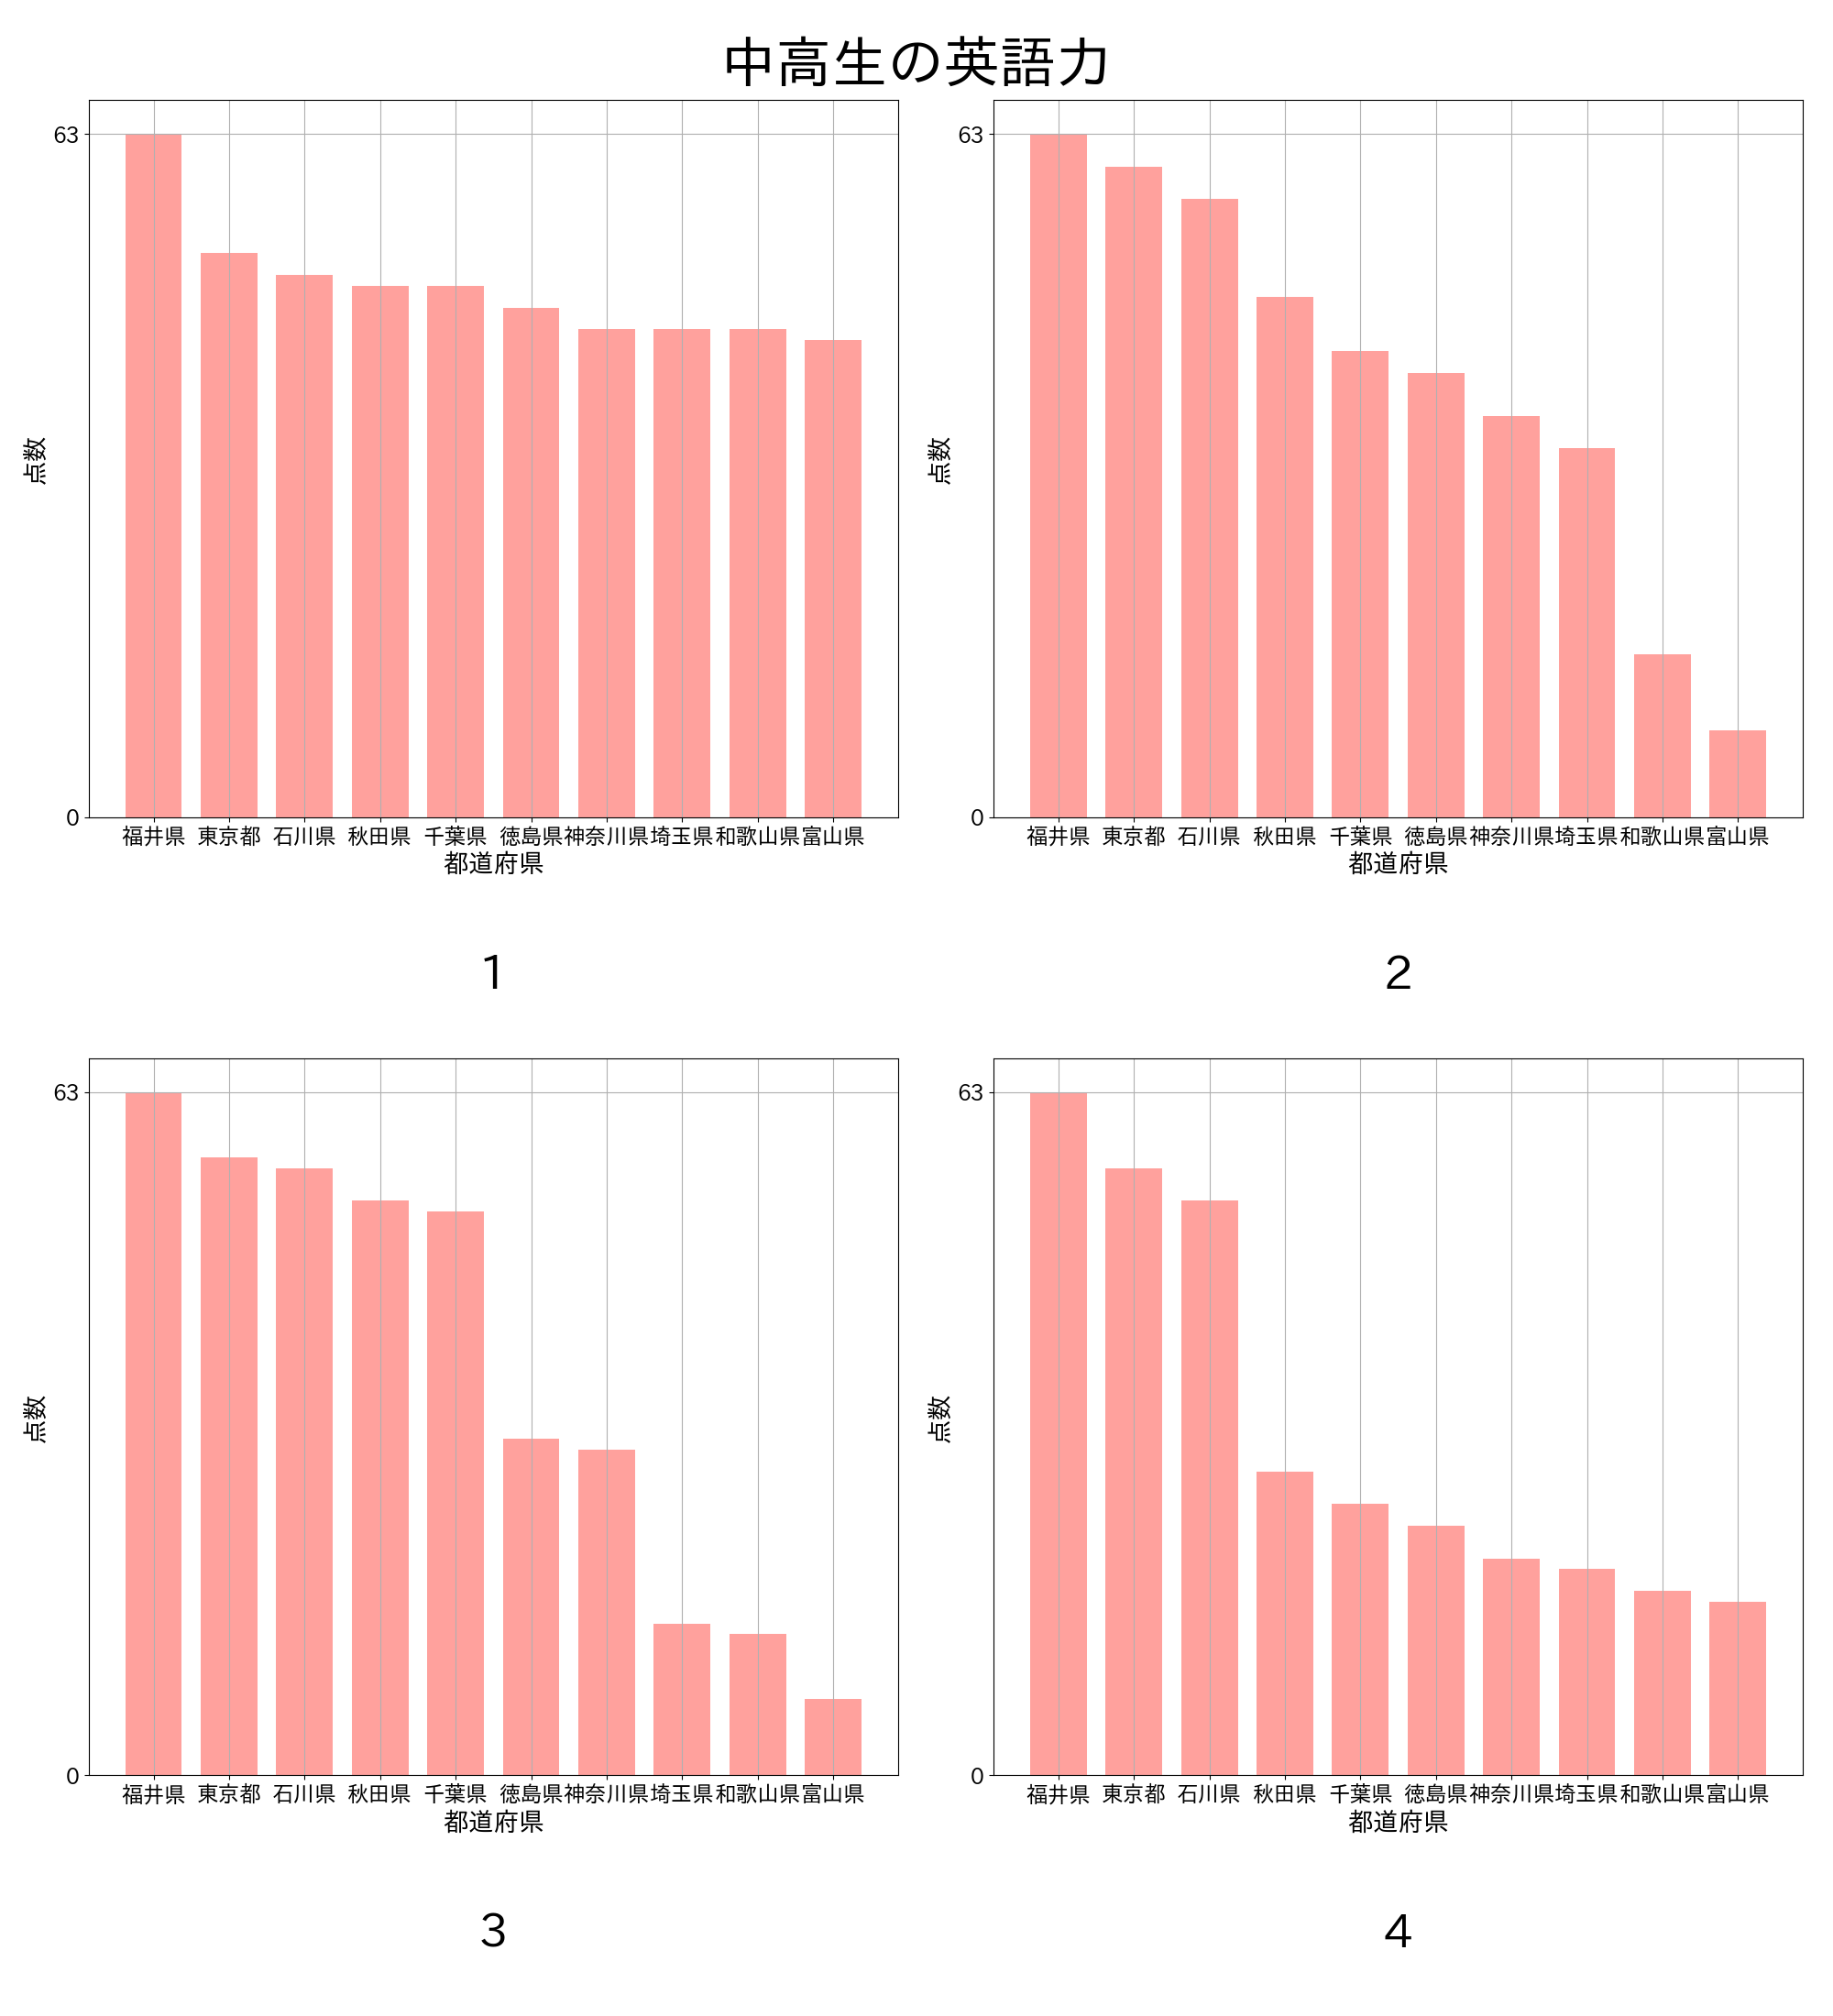 中高生の英語力
63
0
点数
福井県 東京都 石川県 秋田県 千葉県 徳島県 神奈川県 埼玉県 和歌山県 富山県
都道府県
1
63
0
点数
福井県 東京都 石川県 秋田県 千葉県 徳島県 神奈川県 埼玉県 和歌山県 富山県
都道府県
2
63
0
点数
福井県 東京都 石川県 秋田県 千葉県 徳島県 神奈川県 埼玉県 和歌山県 富山県
都道府県
3
63
0
点数
福井県 東京都 石川県 秋田県 千葉県 徳島県 神奈川県 埼玉県 和歌山県 富山県
都道府県
4